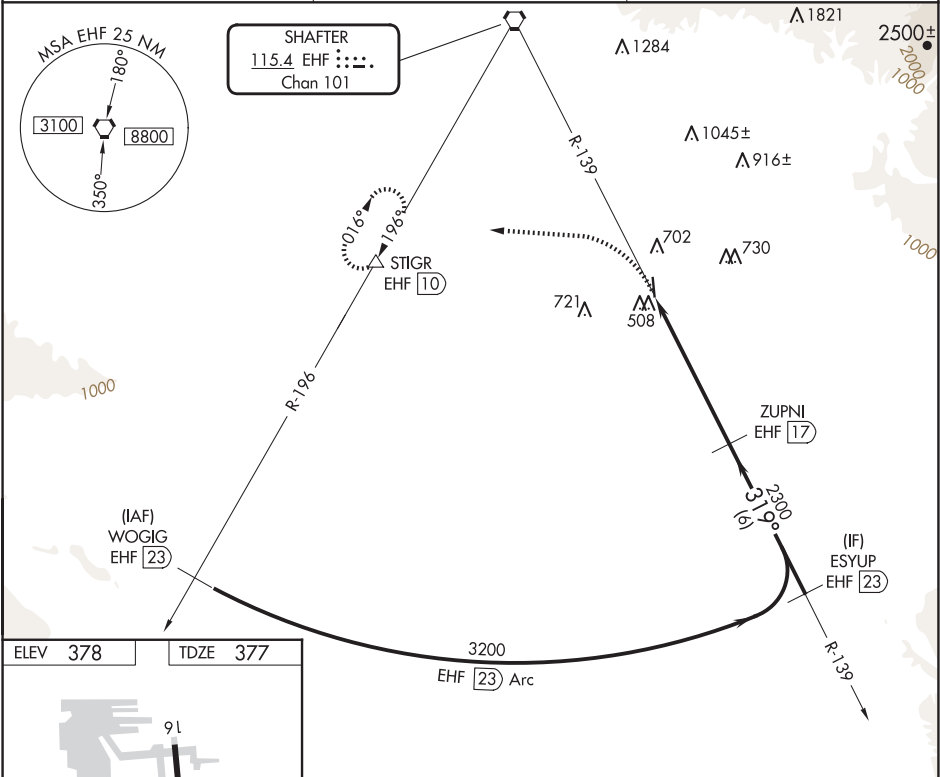 MSA EHF 25 NM
180°
3100
8800
350°
SHAFTER
115.4 EHF
Chan 101
1821
1284
2500±
2000
1000
1045±
916±
R-139
016°
196°
STIGR
EHF 10
702
730
721
508
1000
1000
R-196
ZUPNI
EHF 17
2300
319°
(6)
(IAF)
WOGIG
EHF 23
(IF)
ESYUP
EHF 23
3200
EHF 23 Arc
R-139
ELEV 378
TDZE 377
16